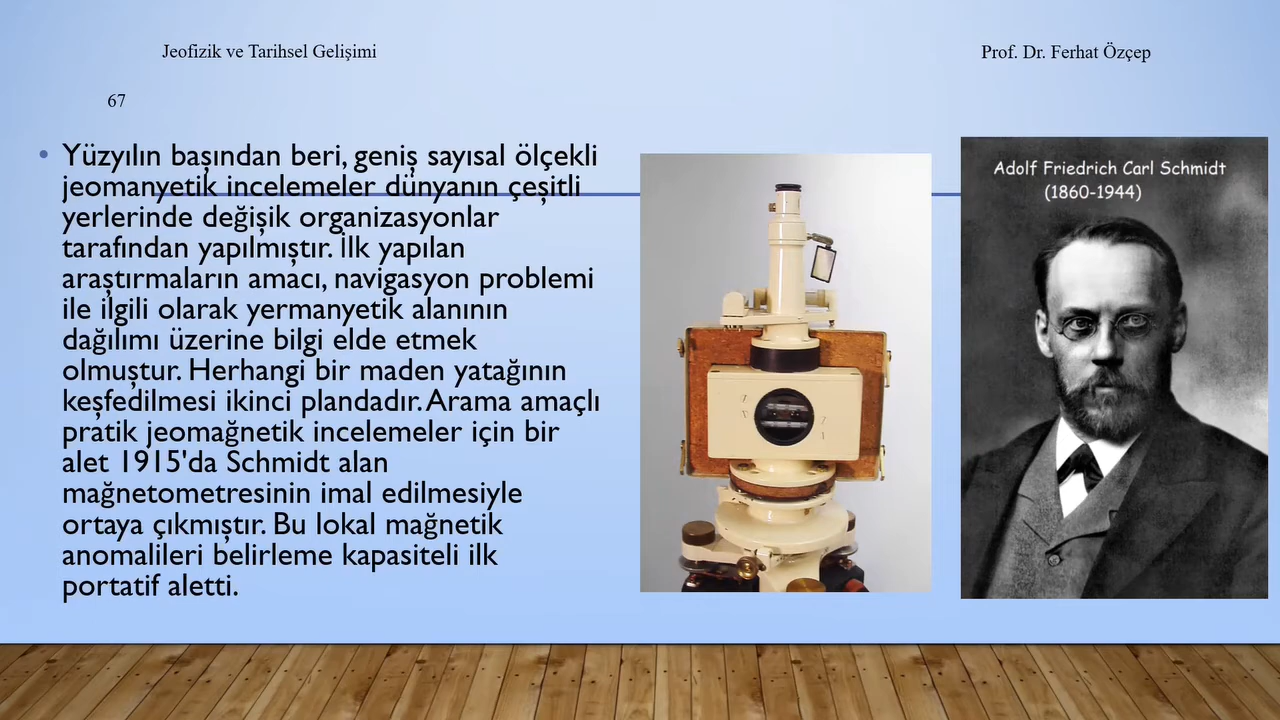 Jeofizik ve Tarihsel Gelişimi
Prof. Dr. Ferhat Özçep
67
• Yüzyılın başından beri, geniş sayısal ölçekli
jeomanyetik incelemeler dünyanın çeşitli
yerlerinde değişik organizasyonlar
tarafından yapılmıştır. İlk yapılan
araştırmaların amacı, navigasyon problemi
ile ilgili olarak yermanyetik alanının
dağılımı üzerine bilgi elde etmek
olmuştur. Herhangi bir maden yatağının
keşfedilmesi ikinci plandadır. Arama amaçlı
pratik jeomağnetik incelemeler için bir
alet 1915'da Schmidt alan
mağnetometresinin imal edilmesiyle
ortaya çıkmıştır. Bu lokal mağnetik
anomalileri belirleme kapasiteli ilk
portatif aletti.
Adolf Friedrich Carl Schmidt
(1860-1944)